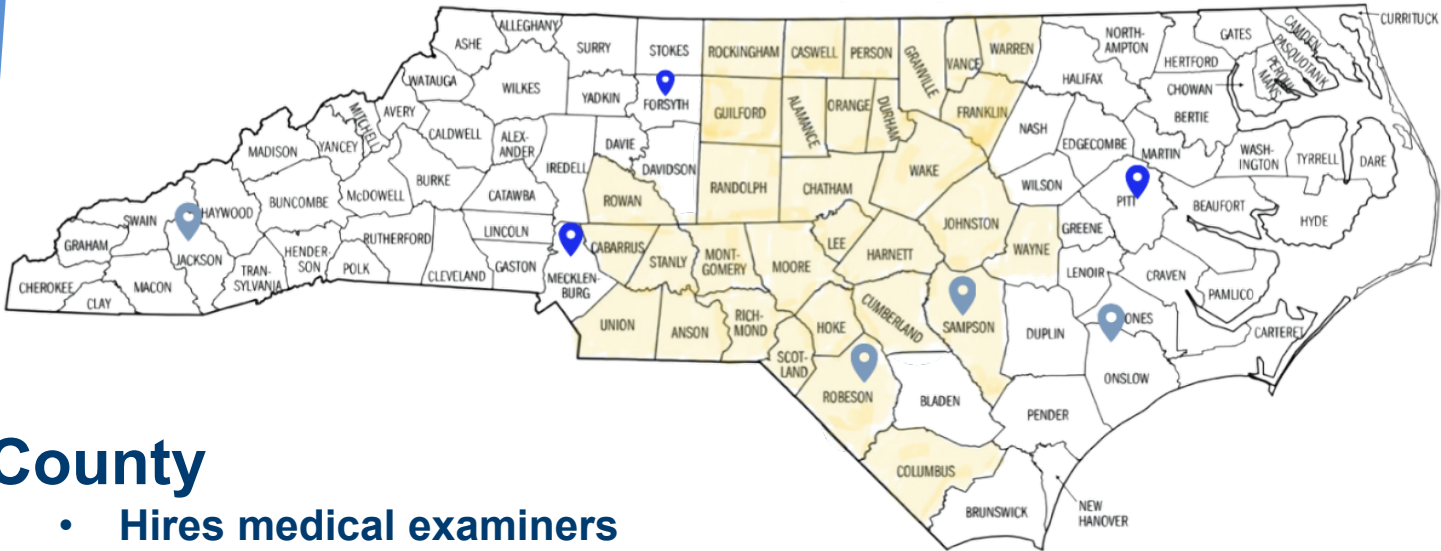 ALLEGHANY
ASHE
SURRY
STOKES
ROCKINGHAM
CASWELL
PERSON
GRANVILLE
VANCE
WARREN
NORTH-
AMPTON
GATES
CAMDEN
PASQUOTANK
PERQUI-
MANS
CURRITUCK
WATAUGA
WILKES
YADKIN
FORSYTH
GUILFORD
ALAMANCE
ORANGE
DURHAM
FRANKLIN
HALIFAX
HERTFORD
CHOWAN
BERTIE
MITCHELL
AVERY
CALDWELL
ALEX-
ANDER
IREDELL
DAVIE
DAVIDSON
RANDOLPH
CHATHAM
WAKE
NASH
EDGECOMBE
MARTIN
WASH-
INGTON
TYRRELL
DARE
MADISON
YANCEY
McDOWELL
BURKE
CATAWBA
ROWAN
JOHNSTON
WILSON
PITT
BEAUFORT
HYDE
SWAIN
HAYWOOD
BUNCOMBE
RUTHERFORD
LINCOLN
CABARRUS
STANLY
MONT-
GOMERY
MOORE
LEE
HARNETT
WAYNE
GREENE
GRAHAM
JACKSON
HENDER-
SON
POLK
CLEVELAND
GASTON
MECKLEN-
BURG
LENOIR
CRAVEN
PAMLICO
CHEROKEE
CLAY
MACON
TRAN-
SYLVANIA
UNION
ANSON
RICH-
MOND
HOKE
CUMBERLAND
SAMPSON
DUPLIN
ONES
CARTERET
SCOT-
LAND
ROBESON
BLADEN
PENDER
ONSLOW
COLUMBUS
BRUNSWICK
NEW
HANOVER
County
• Hires medical examiners